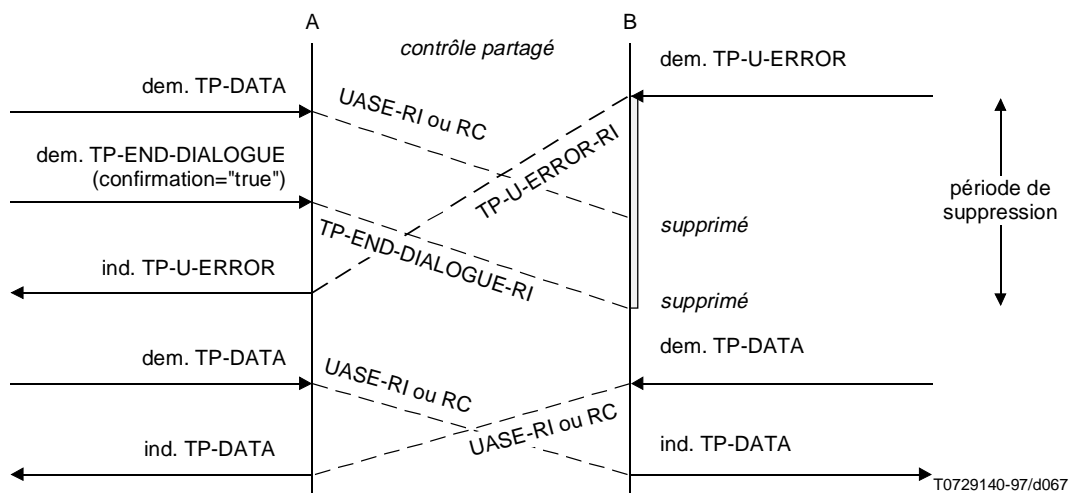 A
B
contrôle partagé
dem. TP-U-ERROR
dem. TP-DATA
UASE-RI ou RC
TP-U-ERROR-RI
dem. TP-END-DIALOGUE
(confirmation="true")
période de
suppression
supprimé
TP-END-DIALOGUE-RI
ind. TP-U-ERROR
supprimé
dem. TP-DATA
dem. TP-DATA
UASE-RI ou RC
UASE-RI ou RC
ind. TP-DATA
ind. TP-DATA
T0729140-97/d067